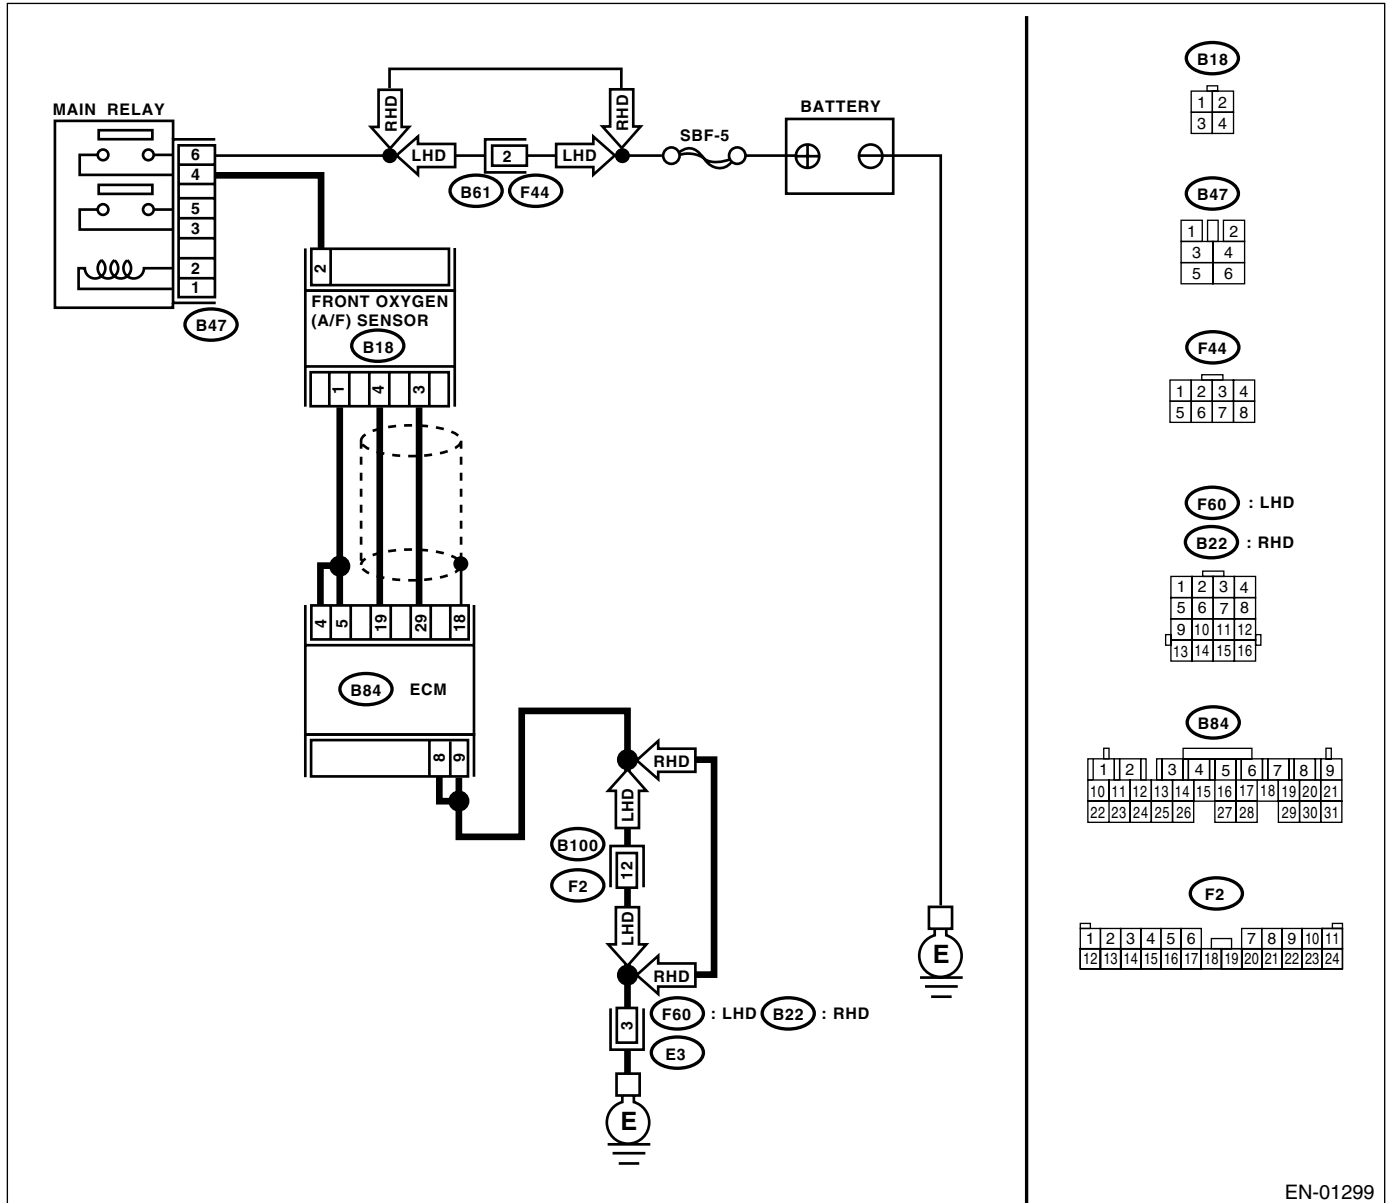 MAIN RELAY
6
4
5
3
2
1
B47
RHD
RHD
LHD
2
LHD
B61
F44
SBF-5
BATTERY
2
FRONT OXYGEN
(A/F) SENSOR
B18
1
4
3
4
5
19
29
18
B84
ECM
8
9
RHD
LHD
B100
F2
12
LHD
RHD
3
F60 : LHD B22 : RHD
E3
E
E
B18
1 2
3 4
B47
1 2
3 4
5 6
F44
1 2 3 4
5 6 7 8
F60 : LHD
B22 : RHD
1 2 3 4
5 6 7 8
9 10 11 12
13 14 15 16
B84
1 2 3 4 5 6 7 8 9
10 11 12 13 14 15 16 17 18 19 20 21
22 23 24 25 26 27 28 29 30 31
F2
1 2 3 4 5 6 7 8 9 10 11
12 13 14 15 16 17 18 19 20 21 22 23 24
EN-01299